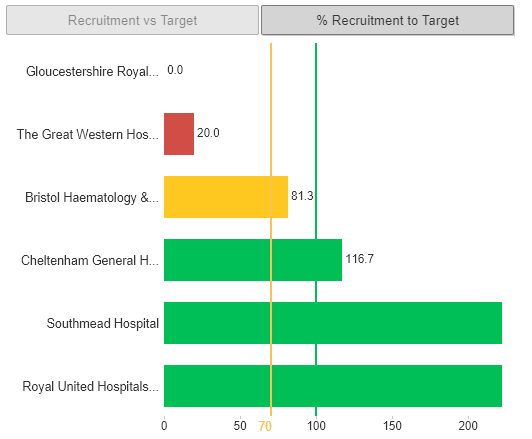 Recruitment vs Target
% Recruitment to Target
Gloucestershire Royal...
0.0
The Great Western Hos...
20.0
Bristol Haematology &...
81.3
Cheltenham General H...
116.7
Southmead Hospital
Royal United Hospitals...
0 50 70 100 150 200